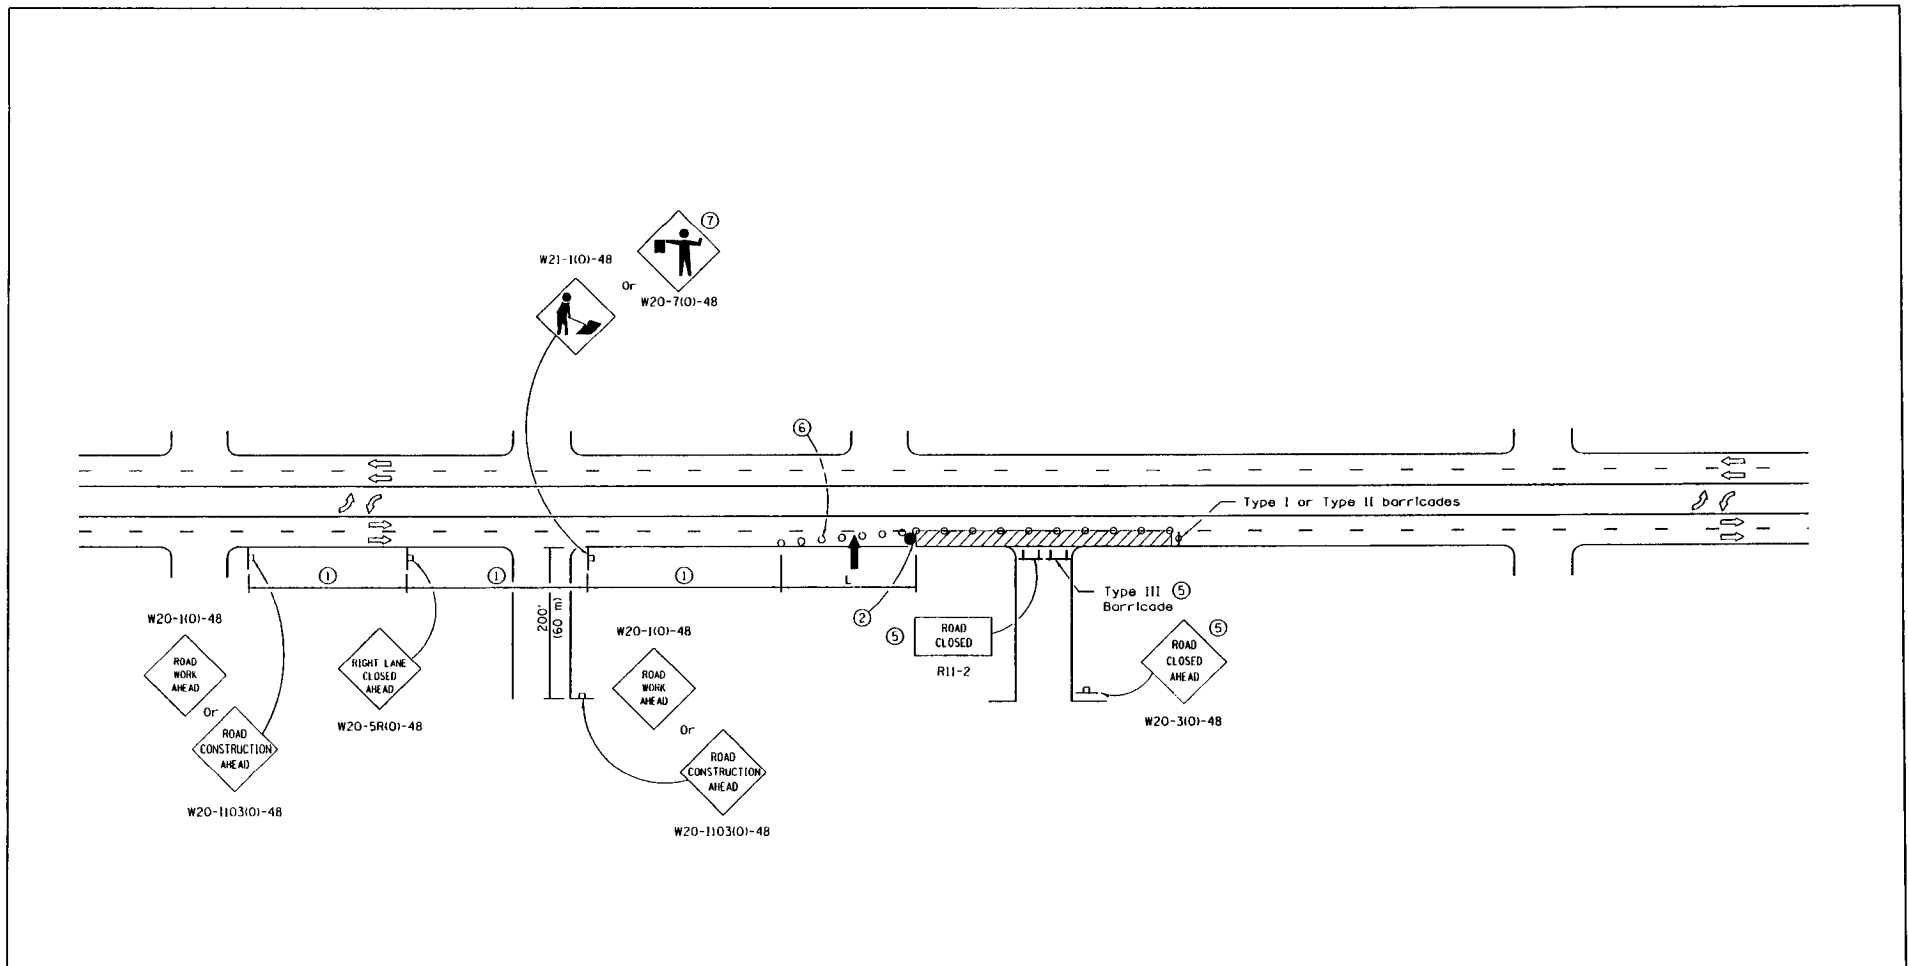 ⑦
W21-1(O)-48
Or
W20-7(O)-48
⑥
Type I or Type II barricades
①
①
①
L
200'
(60 m)
②
Type III ⑤
Barricade
W20-1(O)-48
ROAD
WORK
AHEAD
Or
ROAD
CONSTRUCTION
AHEAD
W20-1103(O)-48
RIGHT LANE
CLOSED
AHEAD
W20-5R(O)-48
W20-1(O)-48
ROAD
WORK
AHEAD
Or
ROAD
CONSTRUCTION
AHEAD
W20-1103(O)-48
⑤
ROAD
CLOSED
R11-2
⑤
ROAD
CLOSED
AHEAD
W20-3(O)-48